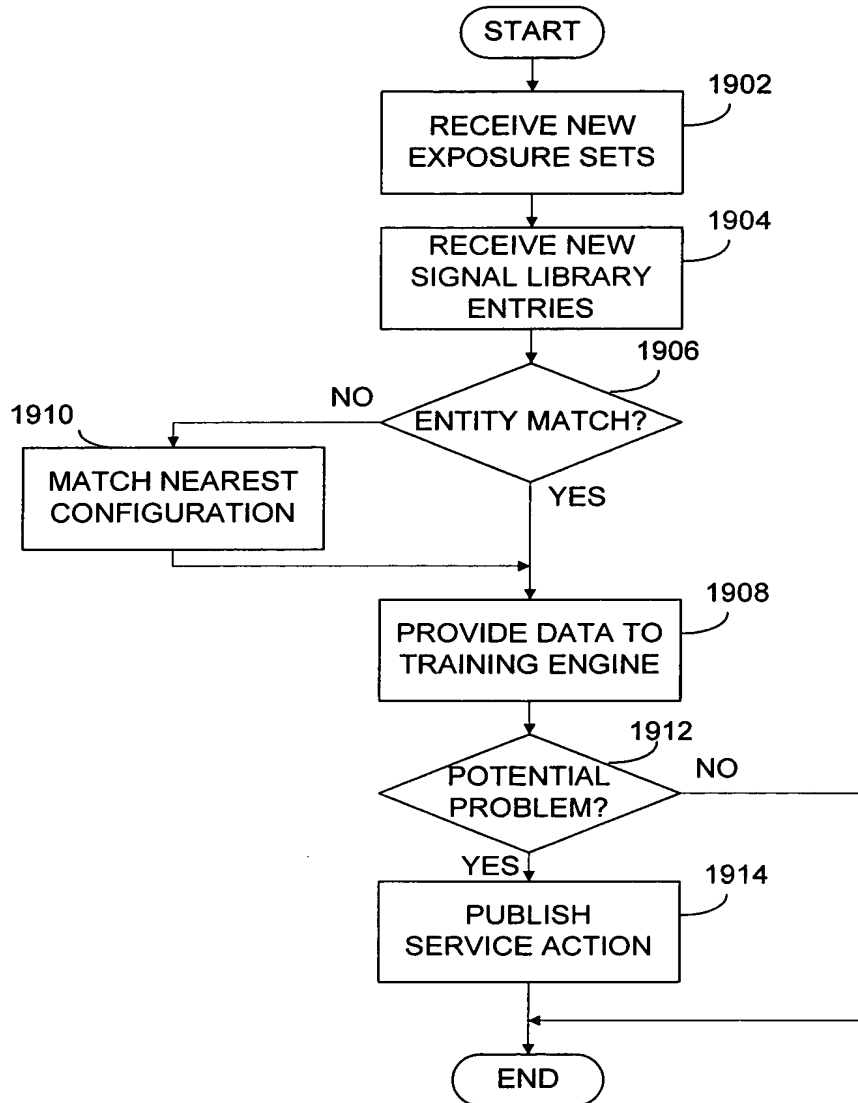 START
1902
RECEIVE NEW
EXPOSURE SETS
1904
RECEIVE NEW
SIGNAL LIBRARY
ENTRIES
1906
NO
ENTITY MATCH?
1910
MATCH NEAREST
CONFIGURATION
YES
1908
PROVIDE DATA TO
TRAINING ENGINE
1912
POTENTIAL
PROBLEM?
NO
YES
1914
PUBLISH
SERVICE ACTION
END